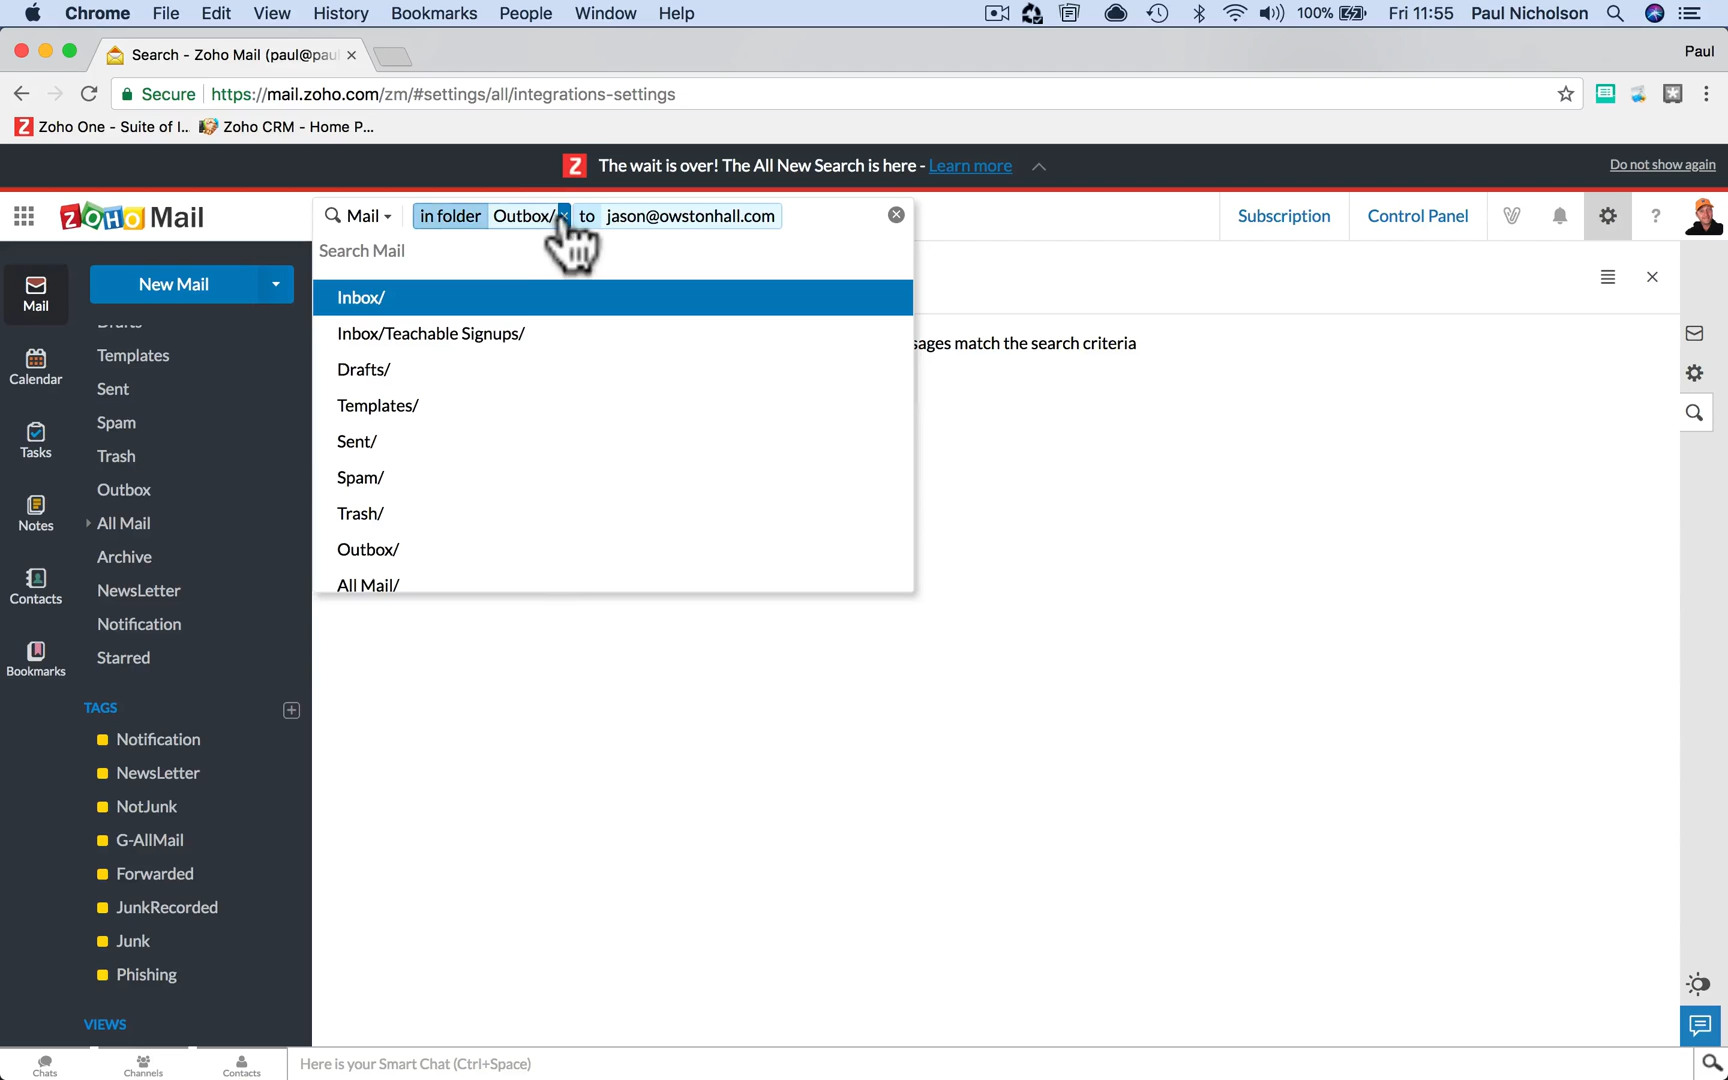 Chrome File Edit View History Bookmarks People Window Help 100% Fri 11:55 Paul Nicholson
Search - Zoho Mail (paul@pau
Paul
Secure https://mail.zoho.com/zm/#settings/all/integrations-settings
Zoho One - Suite of I... Zoho CRM - Home P...
The wait is over! The All New Search is here - Learn more
Do not show again
ZOHO Mail
Mail in folder Outbox/ to jason@owstonhall.com
Subscription Control Panel ?
Search Mail
Mail
New Mail
Inbox/
Inbox/Teachable Signups/
Drafts/
Templates/
Sent/
Spam/
Trash/
Outbox/
All Mail/
sages match the search criteria
Calendar
Tasks
Notes
Contacts
Bookmarks
Drafts
Templates
Sent
Spam
Trash
Outbox
All Mail
Archive
NewsLetter
Notification
Starred
TAGS
Notification
NewsLetter
NotJunk
G-AllMail
Forwarded
JunkRecorded
Junk
Phishing
VIEWS
Chats Channels Contacts
Here is your Smart Chat (Ctrl+Space)